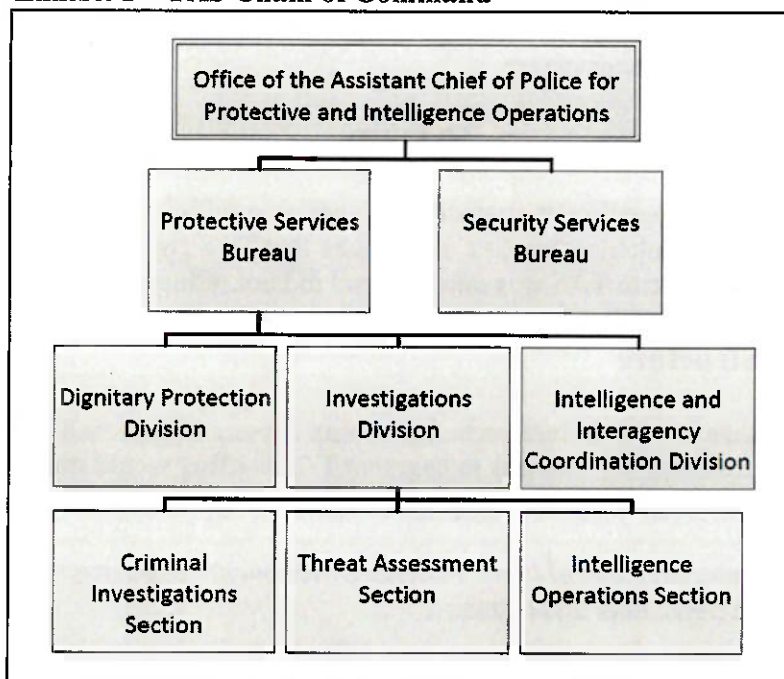 Office of the Assistant Chief of Police for
Protective and Intelligence Operations
Protective Services
Bureau
Security Services
Bureau
Dignitary Protection
Division
Investigations
Division
Intelligence and
Interagency
Coordination Division
Criminal
Investigations
Section
Threat Assessment
Section
Intelligence
Operations Section